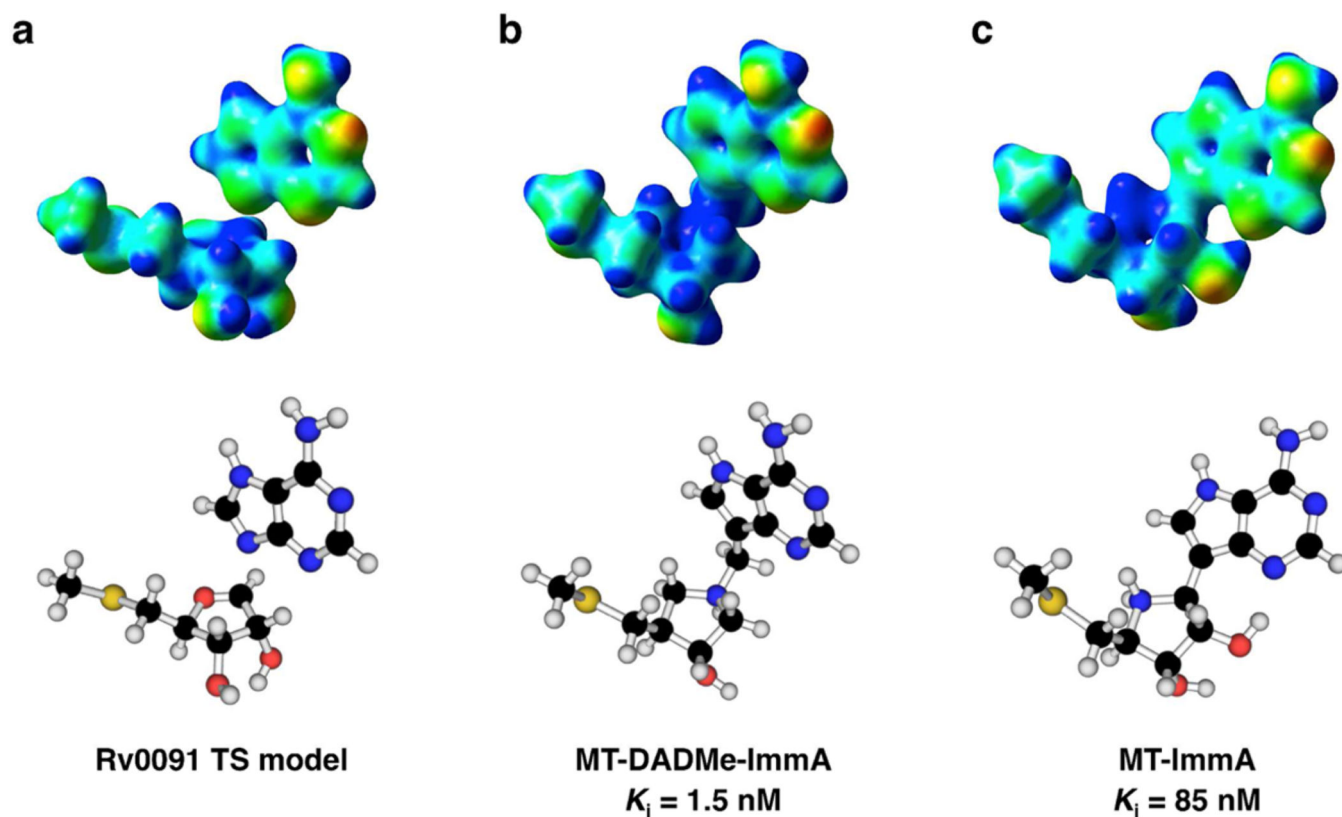 a
b
c
Rv0091 TS model
MT-DADMe-ImmA
Ki = 1.5 nM
MT-ImmA
Ki = 85 nM